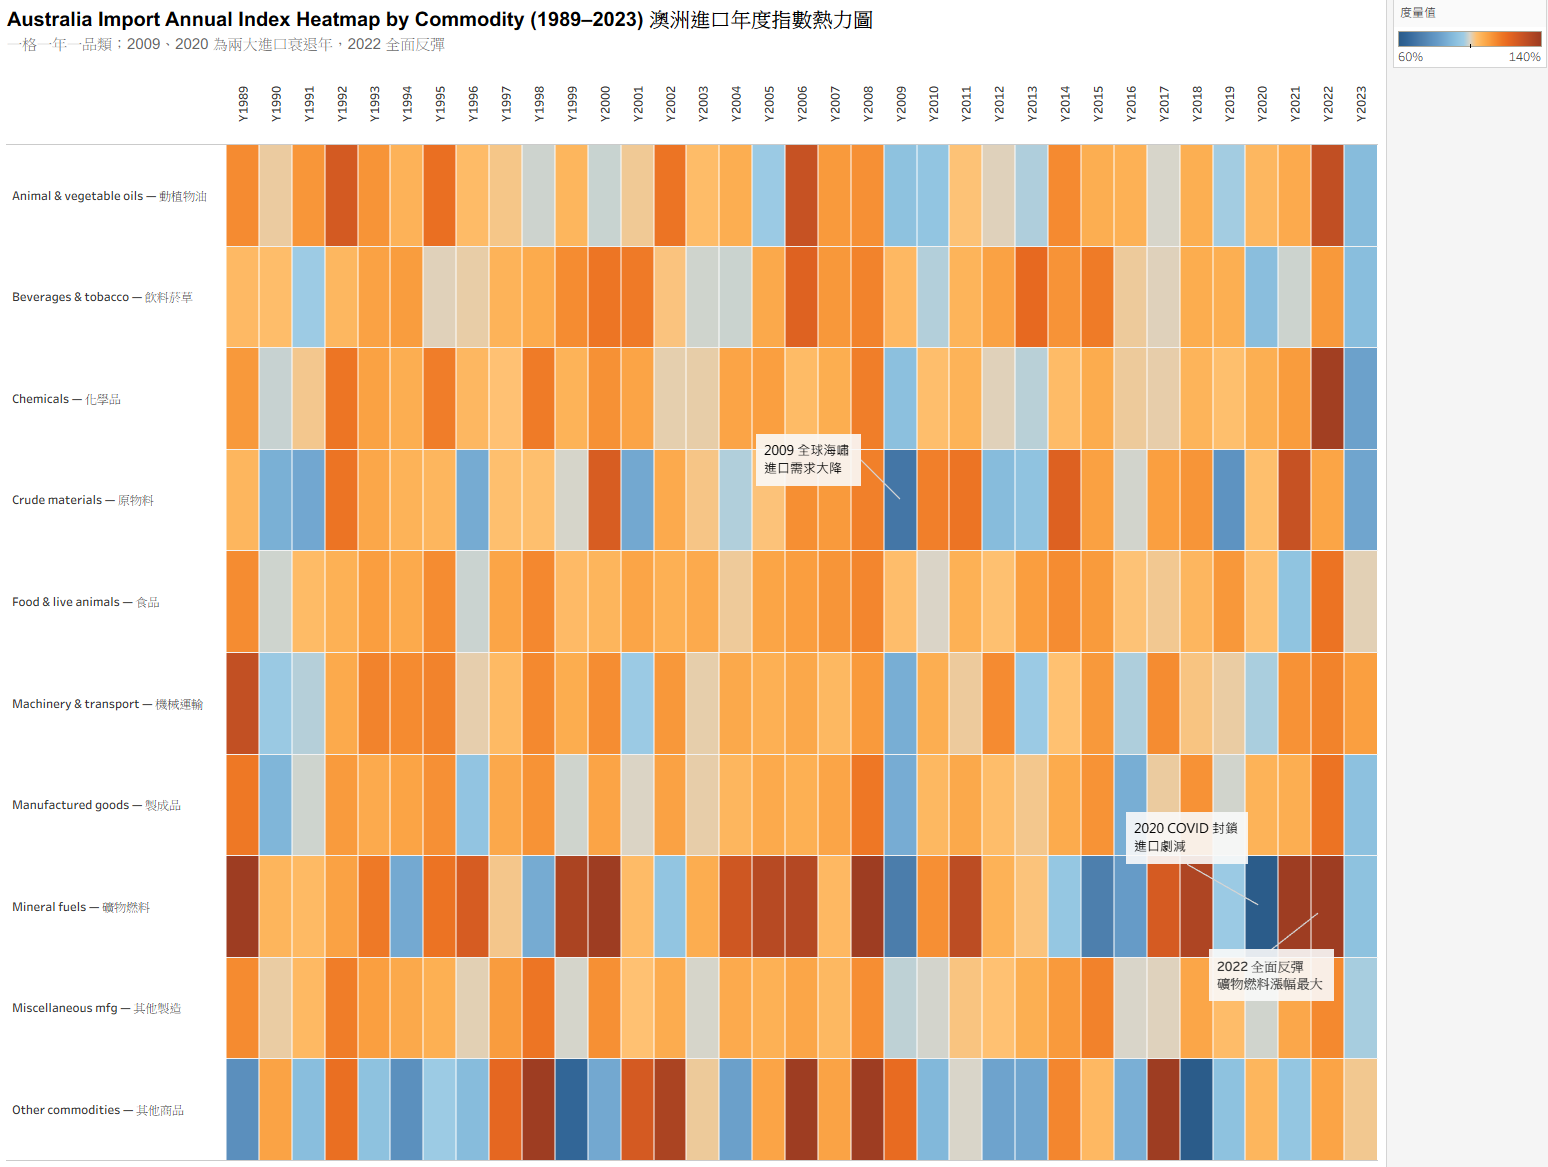 Australia Import Annual Index Heatmap by Commodity (1989–2023) 澳洲進口年度指數熱力圖
一格一年一品類；2009、2020 為兩大進口衰退年，2022 全面反彈
度量值
60%
140%
Y1989
Y1990
Y1991
Y1992
Y1993
Y1994
Y1995
Y1996
Y1997
Y1998
Y1999
Y2000
Y2001
Y2002
Y2003
Y2004
Y2005
Y2006
Y2007
Y2008
Y2009
Y2010
Y2011
Y2012
Y2013
Y2014
Y2015
Y2016
Y2017
Y2018
Y2019
Y2020
Y2021
Y2022
Y2023
Animal & vegetable oils — 動植物油
Beverages & tobacco — 飲料菸草
Chemicals — 化學品
2009 全球海嘯
進口需求大降
Crude materials — 原物料
Food & live animals — 食品
Machinery & transport — 機械運輸
Manufactured goods — 製成品
2020 COVID 封鎖
進口劇減
Mineral fuels — 礦物燃料
2022 全面反彈
礦物燃料漲幅最大
Miscellaneous mfg — 其他製造
Other commodities — 其他商品